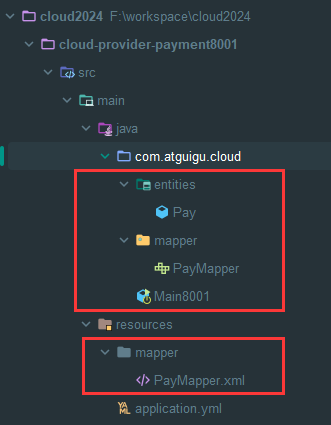 cloud2024 F:\workspace\cloud2024
cloud-provider-payment8001
src
main
java
com.atguigu.cloud
entities
Pay
mapper
PayMapper
Main8001
resources
mapper
PayMapper.xml
application.yml